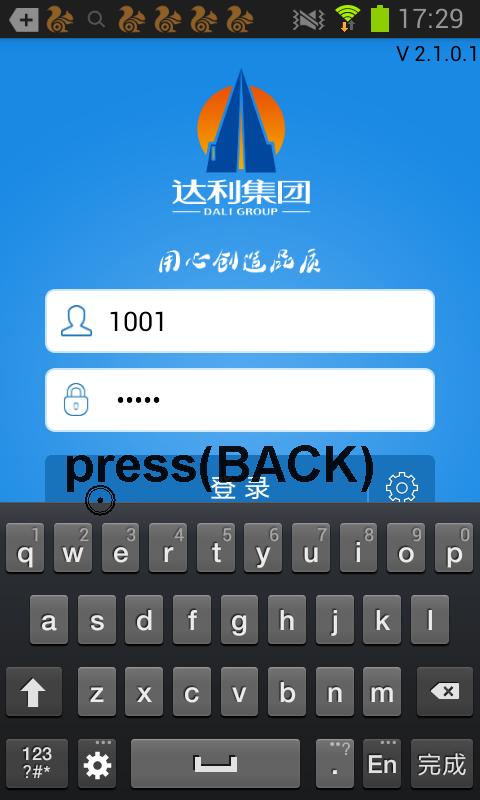 17:29
V 2.1.0.1
达利集团
DALI GROUP
用心创造品质
1001
•••••
press(BACK)
登录
1 2 3 4 5 6 7 8 9 0
q w e r t y u i o p
a s d f g h j k l
z x c v b n m
123
?#*
... ,,? ...
. En 完成